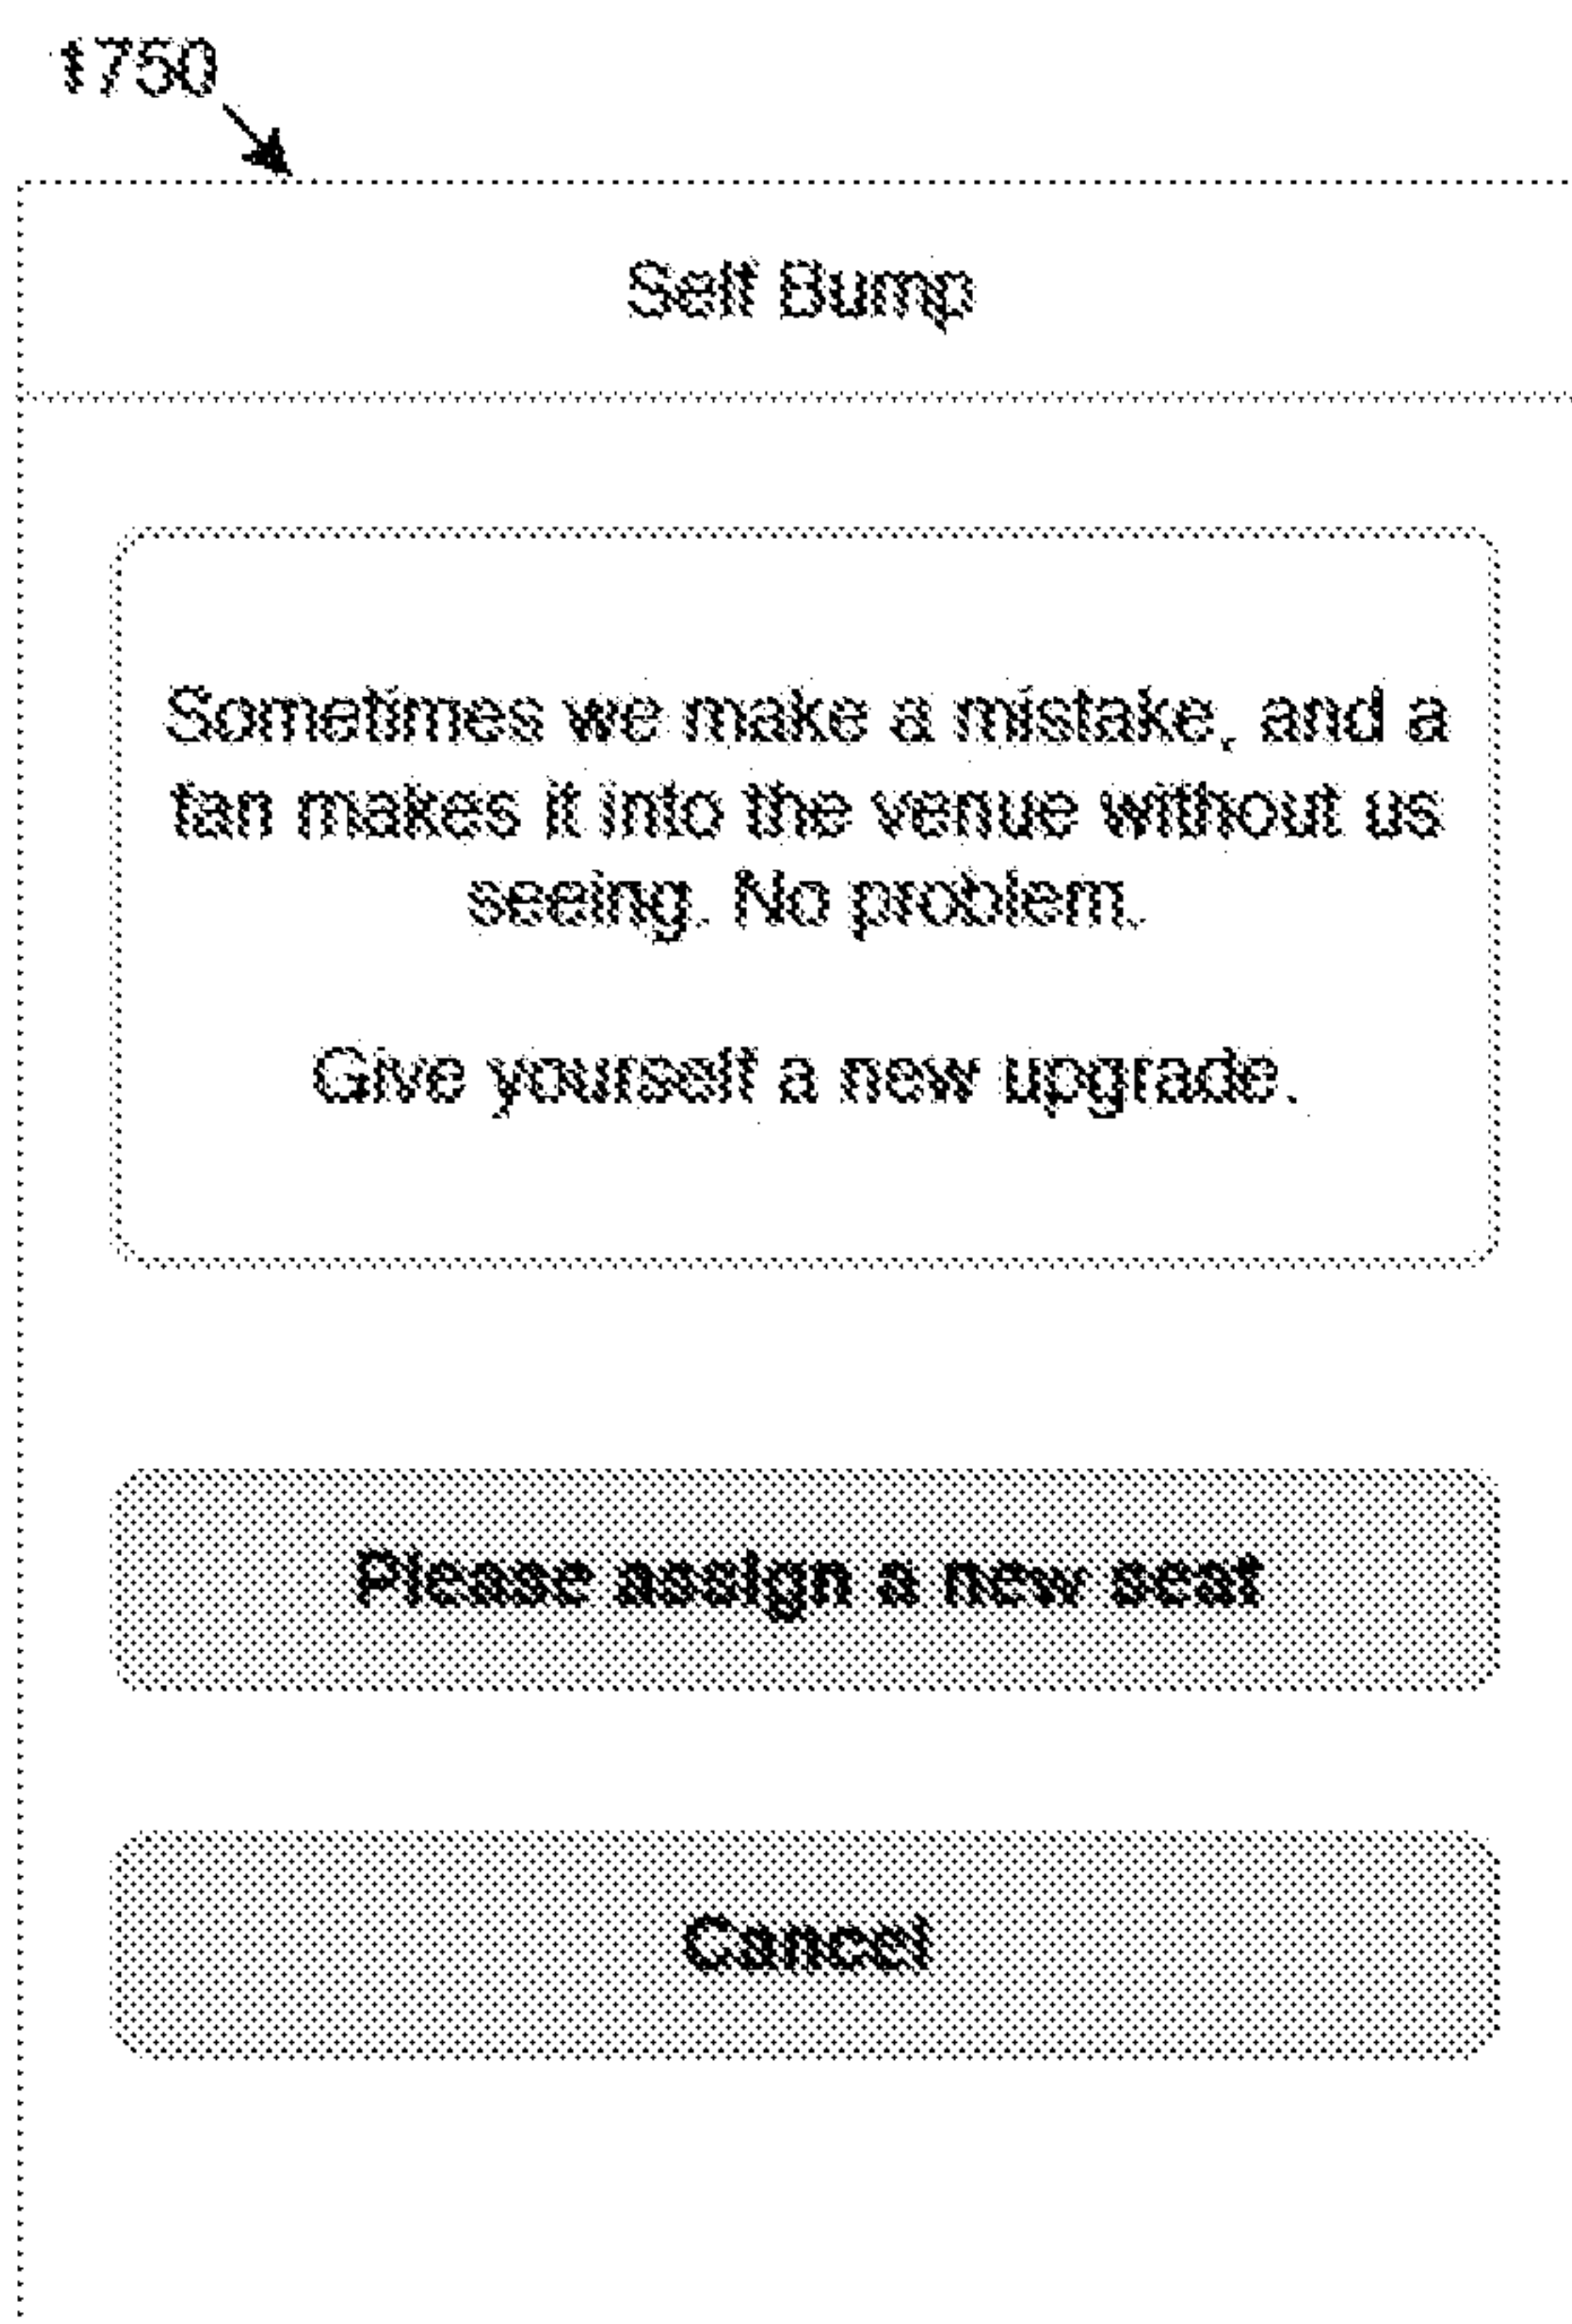 1750
Self Bump
Sometimes we make a mistake, and a
fan makes it into the venue without us
seeing. No problem.
Give yourself a new upgrade.
Please assign a new seat
Cancel